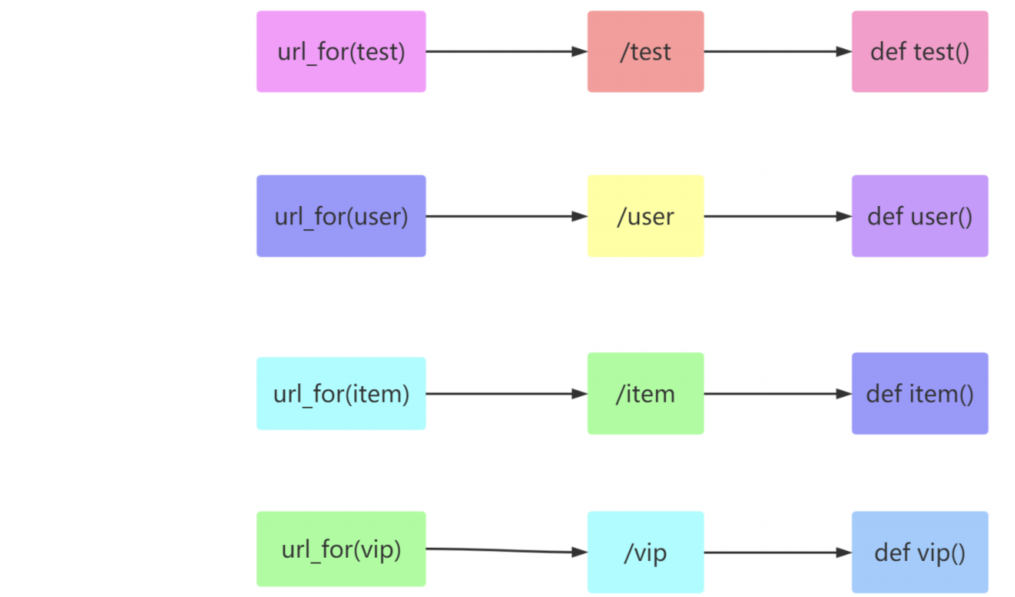 url_for(test) /test def test()
url_for(user) /user def user()
url_for(item) /item def item()
url_for(vip) /vip def vip()